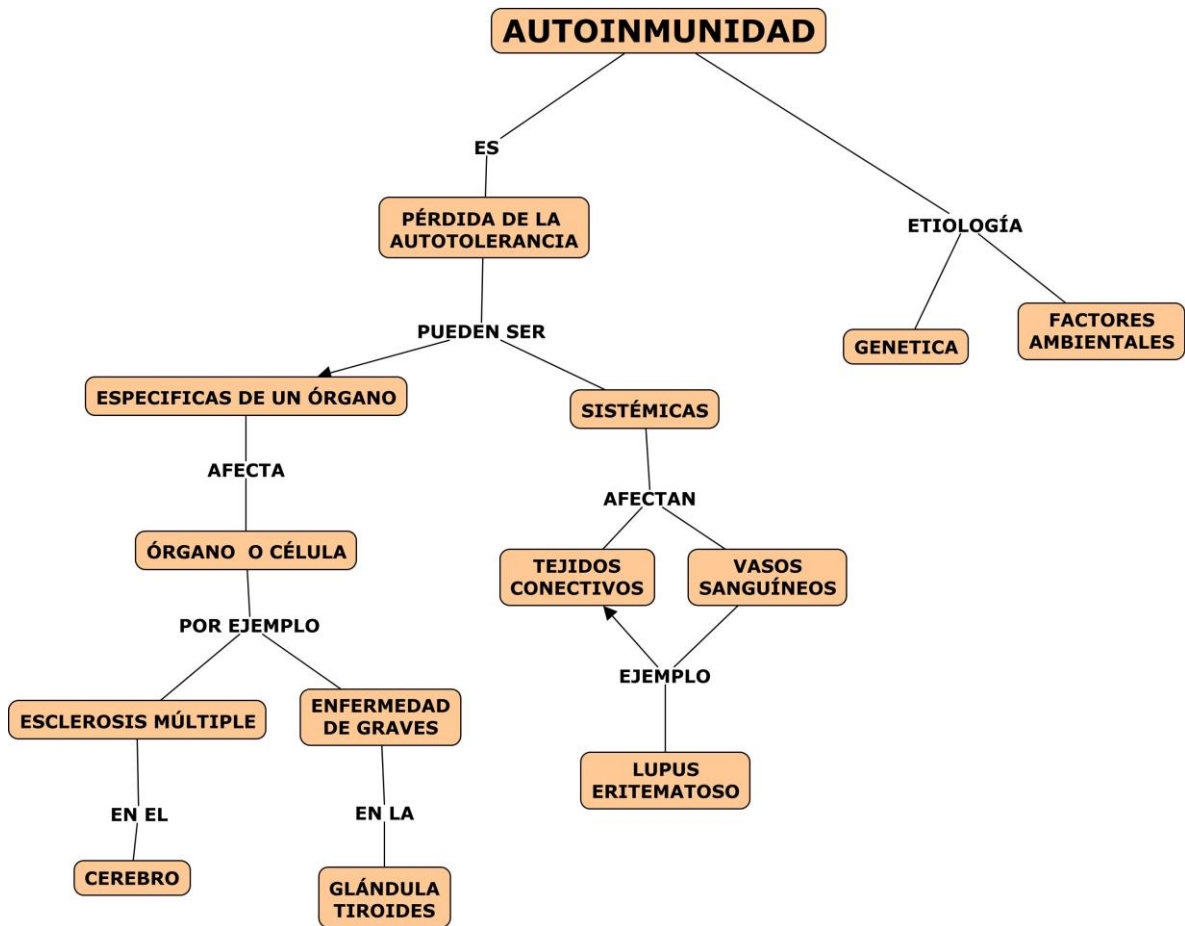 AUTOINMUNIDAD
ES
PÉRDIDA DE LA
AUTOTOLERANCIA
ETIOLOGÍA
GENETICA
FACTORES
AMBIENTALES
PUEDEN SER
ESPECIFICAS DE UN ÓRGANO
SISTÉMICAS
AFECTA
AFECTAN
ÓRGANO O CÉLULA
TEJIDOS
CONECTIVOS
VASOS
SANGUÍNEOS
POR EJEMPLO
EJEMPLO
ESCLEROSIS MÚLTIPLE
ENFERMEDAD
DE GRAVES
LUPUS
ERITEMATOSO
EN EL
EN LA
CEREBRO
GLÁNDULA
TIROIDES